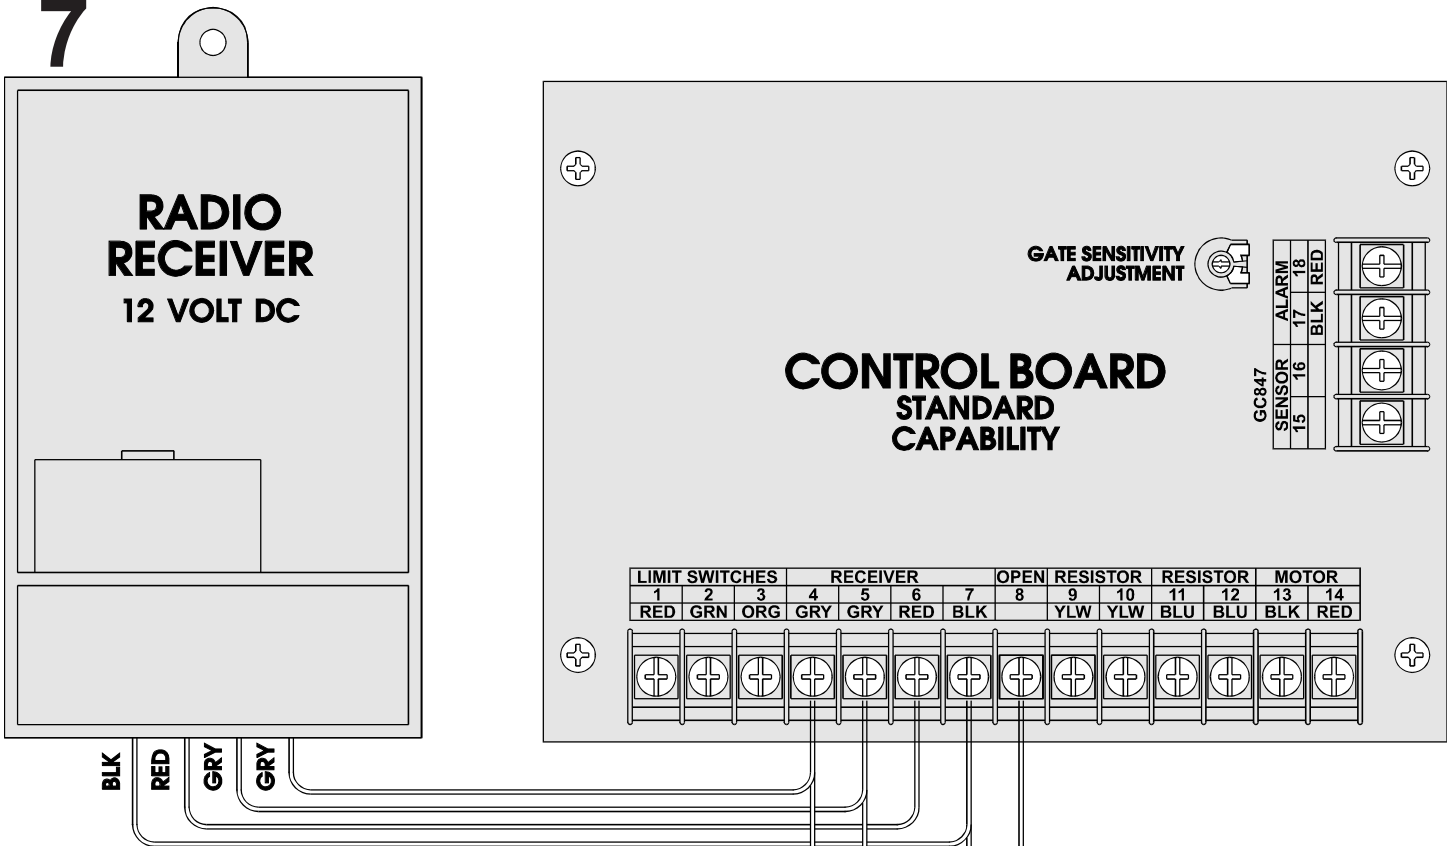 7
RADIO
RECEIVER
12 VOLT DC
BLK RED GRY GRY
GATE SENSITIVITY
ADJUSTMENT
CONTROL BOARD
STANDARD
CAPABILITY
GC847
SENSOR ALARM
15 16 17 18
BLK RED
LIMIT SWITCHES RECEIVER OPEN RESISTOR RESISTOR MOTOR
1 2 3 4 5 6 7 8 9 10 11 12 13 14
RED GRN ORG GRY GRY RED BLK YLW YLW BLU BLU BLK RED